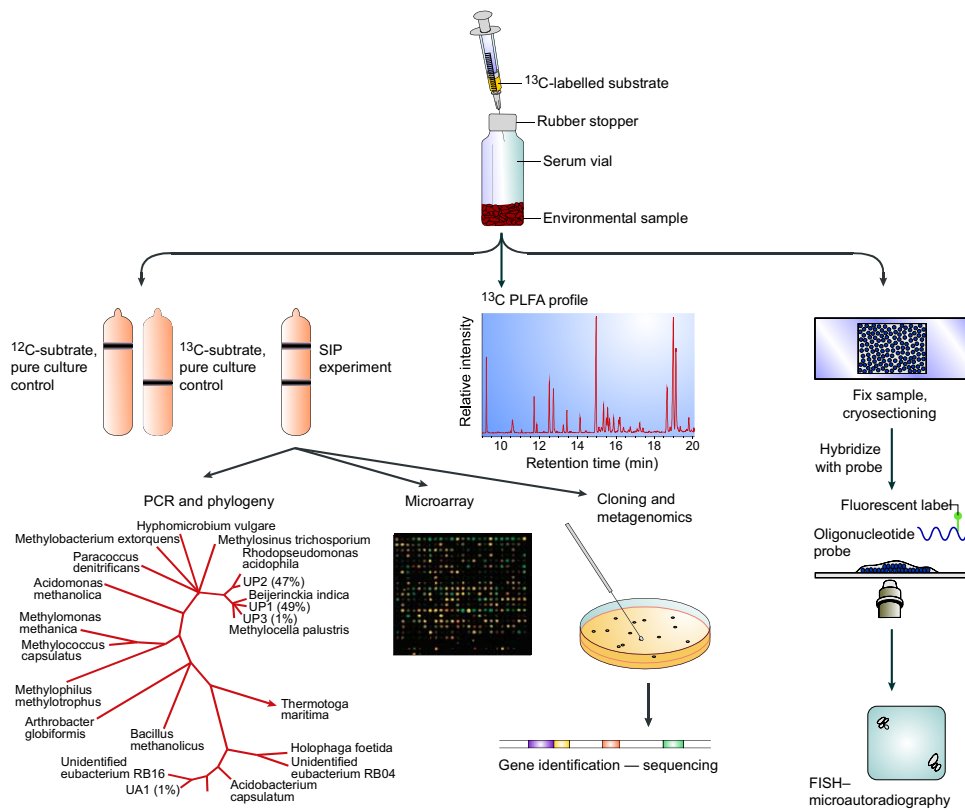 ¹³C-labelled substrate
Rubber stopper
Serum vial
Environmental sample
¹²C-subtrate,
pure culture
control
¹³C-subtrate,
pure culture
control
SIP
experiment
¹³C PLFA profile
Relative intensity
10 12 14 16 18 20
Retention time (min)
Fix sample,
cryosectioning
Hybridize
with probe
Fluorescent label
Oligonucleotide
probe
FISH–
microautoradiography
PCR and phylogeny
Microarray
Cloning and
metagenomics
Hyphomicrobium vulgare
Methylobacterium extorquens
Methylosinus trichosporium
Paracoccus
denitrificans
Rhodopseudomonas
acidophila
Acidomonas
methanolica
UP2 (47%)
Beijerinckia indica
UP1 (49%)
UP3 (1%)
Methylocella palustris
Methylomonas
methanica
Methylococcus
capsulatus
Methylophilus
methylotrophus
Arthrobacter
globiformis
Bacillus
methanolicus
Thermotoga
maritima
Holophaga foetida
Unidentified
eubacterium RB04
Unidentified
eubacterium RB16
UA1 (1%)
Acidobacterium
capsulatum
Gene identification — sequencing